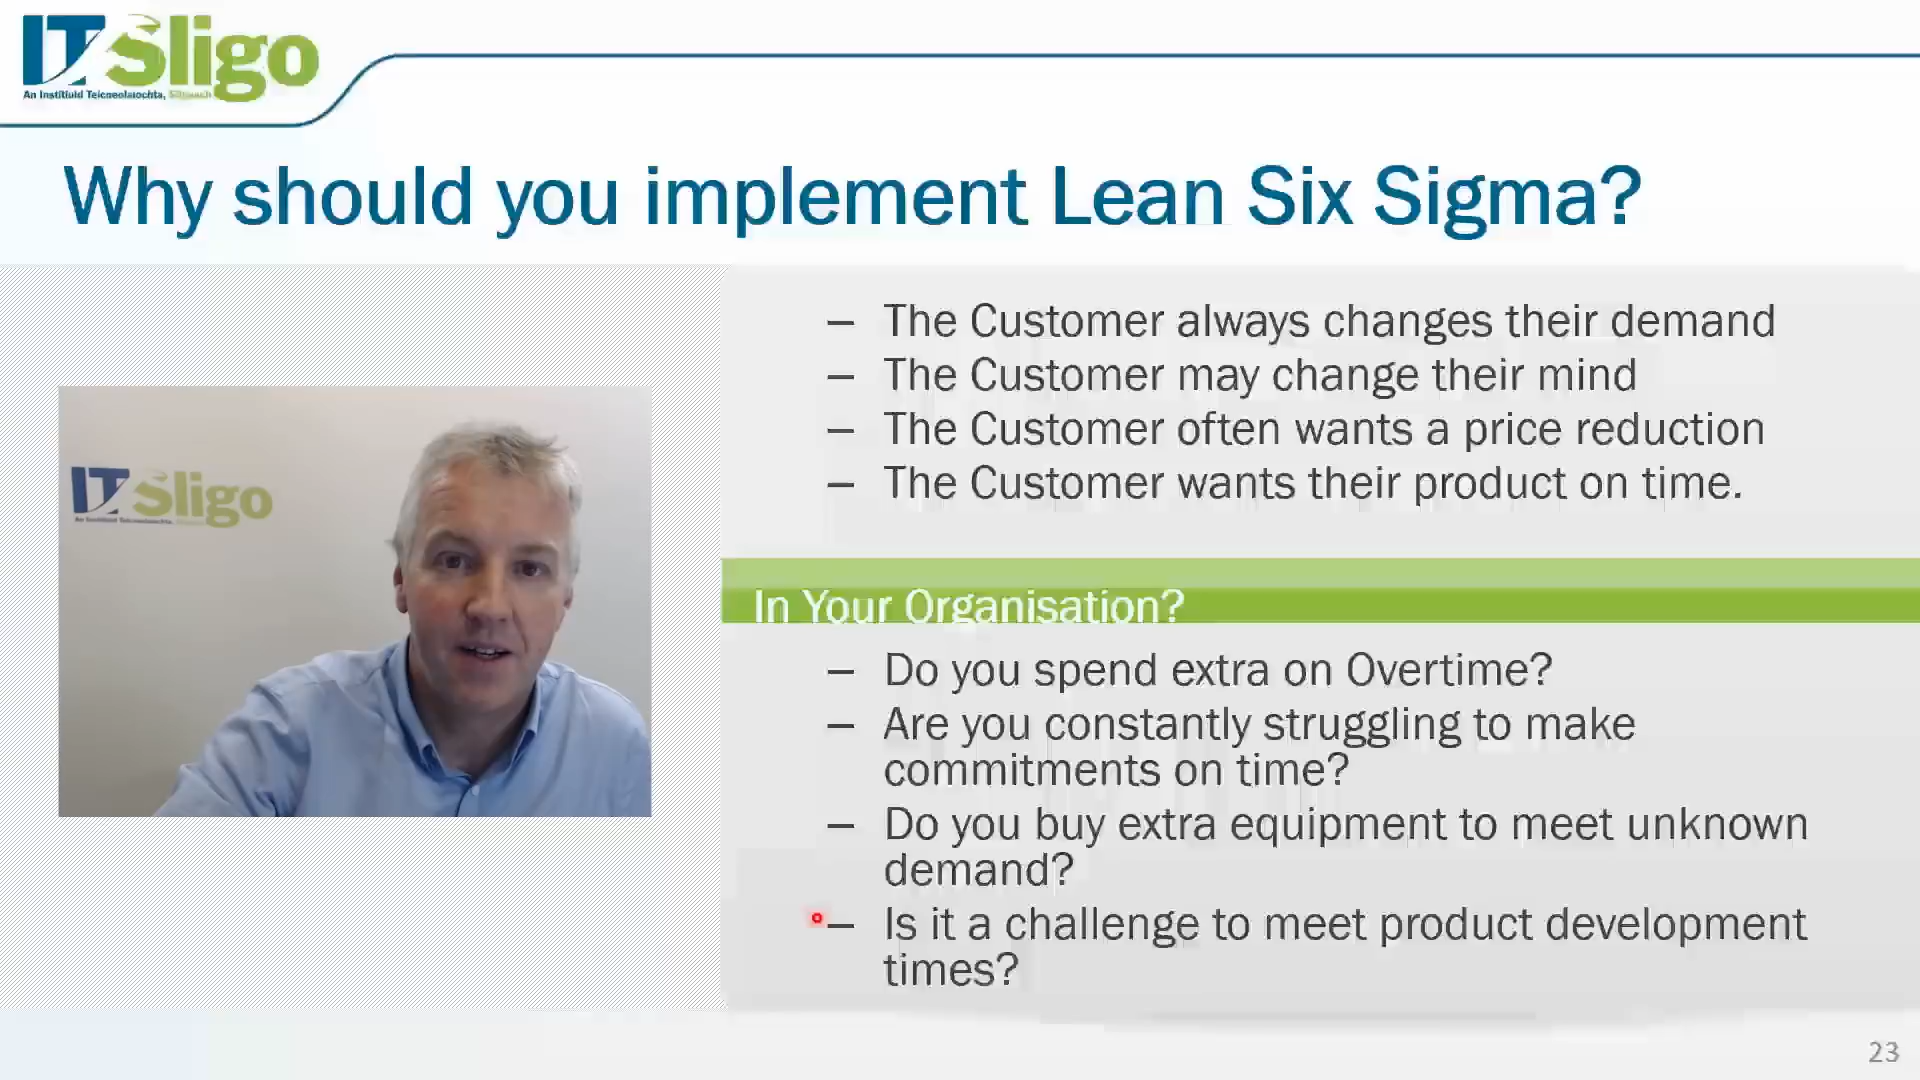 IT Sligo
An Institiúid Teicneolaíochta, Sligeach
Why should you implement Lean Six Sigma?
– The Customer always changes their demand
– The Customer may change their mind
– The Customer often wants a price reduction
– The Customer wants their product on time.
IT Sligo
In Your Organisation?
– Do you spend extra on Overtime?
– Are you constantly struggling to make
commitments on time?
– Do you buy extra equipment to meet unknown
demand?
– Is it a challenge to meet product development
times?
23